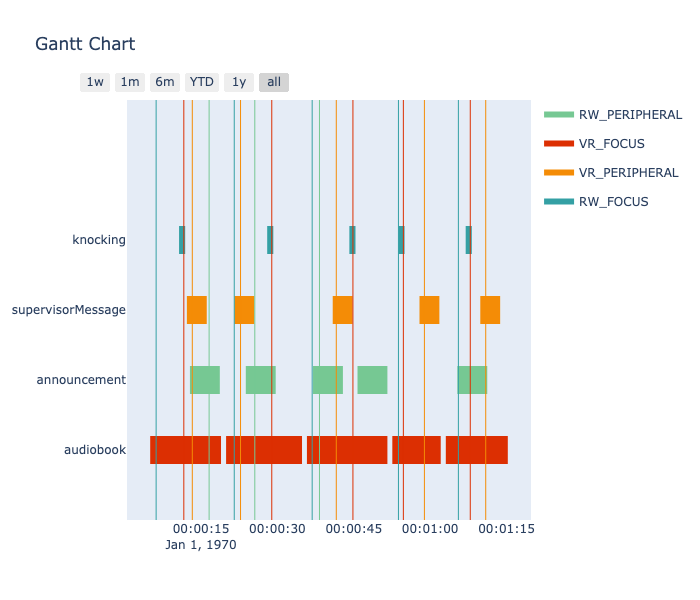 Gantt Chart
1w 1m 6m YTD 1y all
RW_PERIPHERAL
VR_FOCUS
VR_PERIPHERAL
RW_FOCUS
knocking
supervisorMessage
announcement
audiobook
00:00:15 00:00:30 00:00:45 00:01:00 00:01:15
Jan 1, 1970